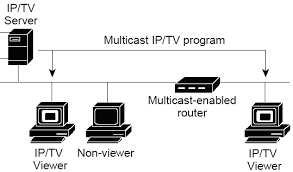 IP/TV
Server
Multicast IP/TV program
Multicast-enabled
router
IP/TV
Viewer
Non-viewer
IP/TV
Viewer